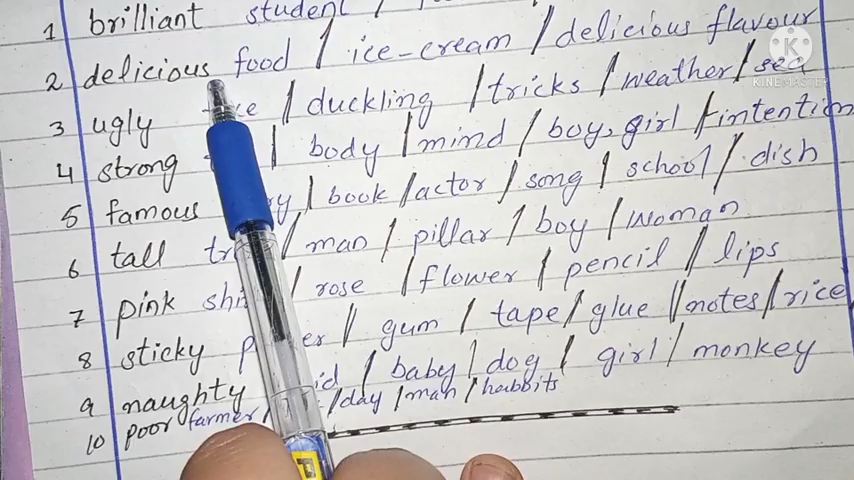 1 brilliant student /
2 delicious food / ice-cream / delicious flavour
3 ugly / duckling / tricks / weather / sea
4 strong / body / mind / boy, girl / intention
5 famous / book / actor / song / school / dish
6 tall / man / pillar / boy / woman
7 pink / rose / flower / pencil / lips
8 sticky / gum / tape / glue // notes / rice
9 naughty / baby / dog / girl / monkey
10 poor farmer / / day / man / habbits
KINEMASTER